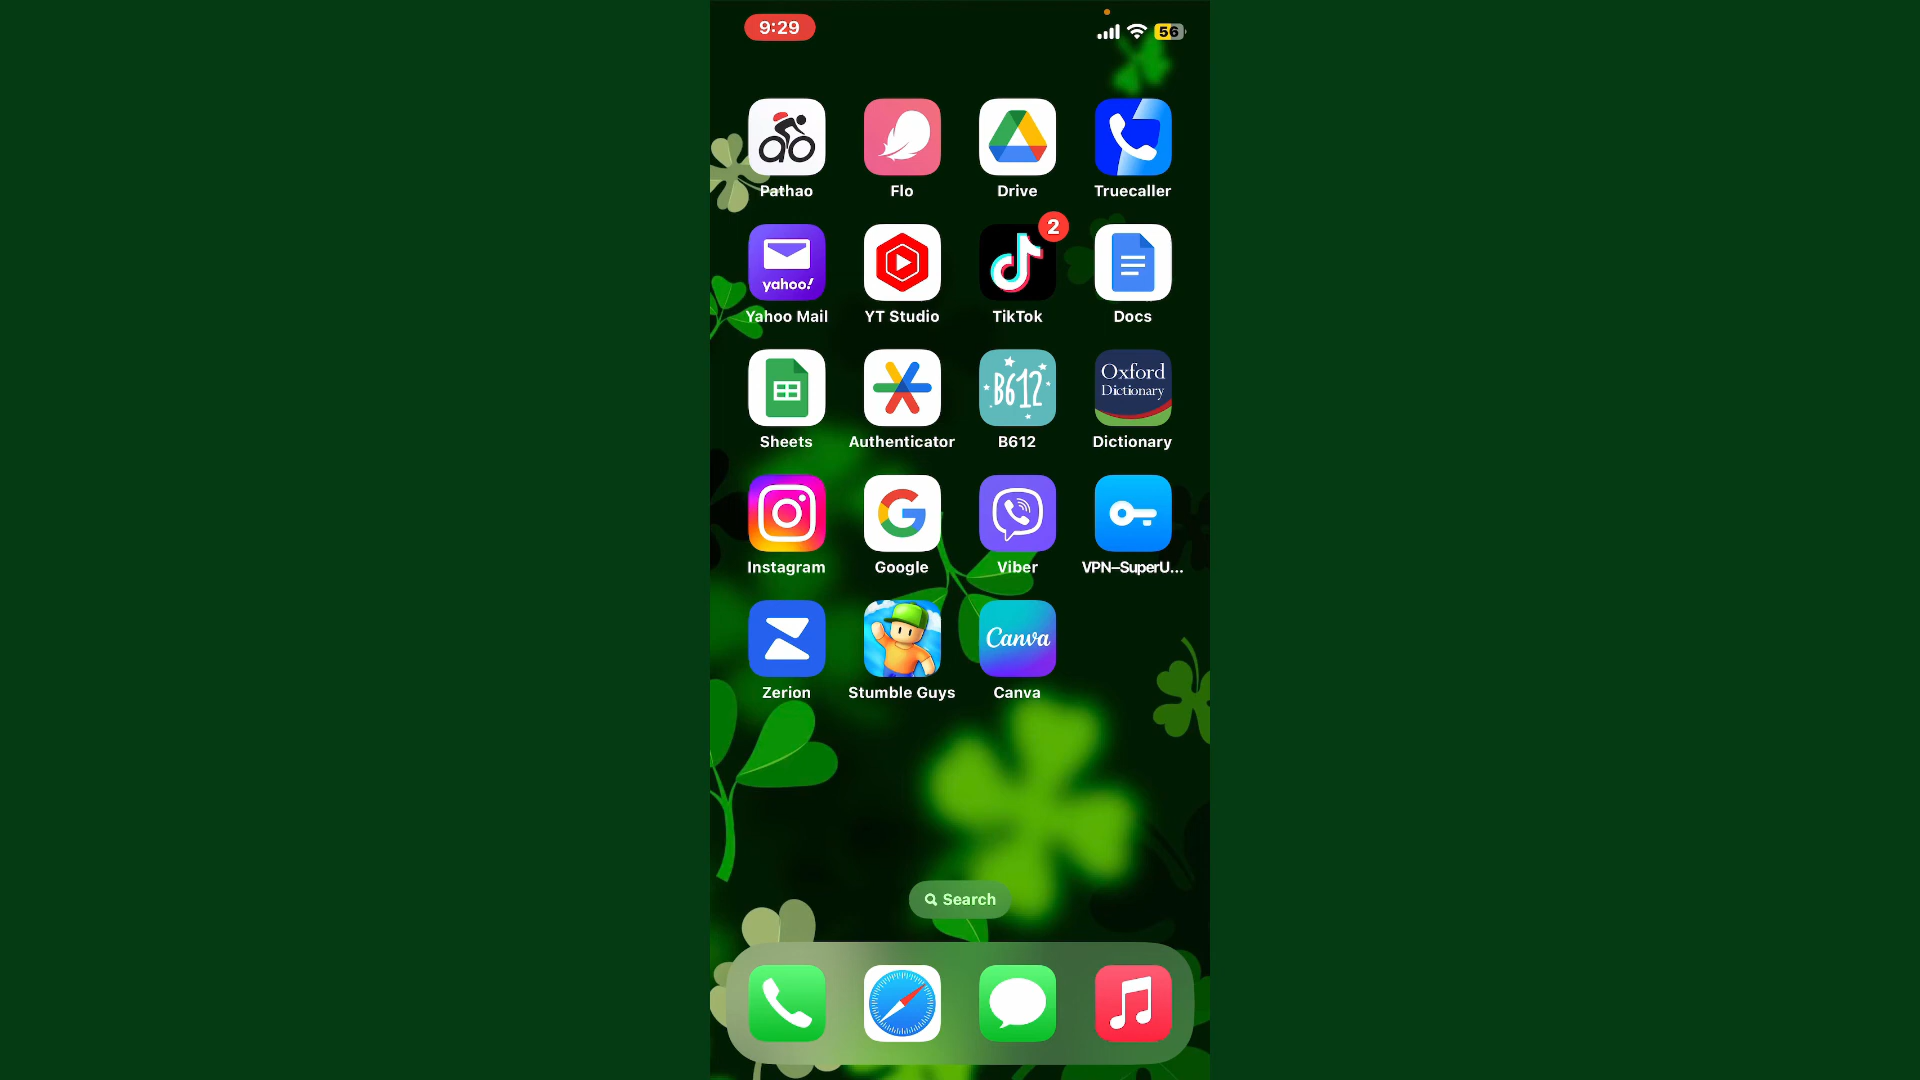 9:29
56
Pathao
Flo
Drive
Truecaller
yahoo!
2
Yahoo Mail
YT Studio
TikTok
Docs
B612
Oxford
Dictionary
Sheets
Authenticator
B612
Dictionary
Instagram
Google
Viber
VPN–SuperU...
Canva
Zerion
Stumble Guys
Canva
Search